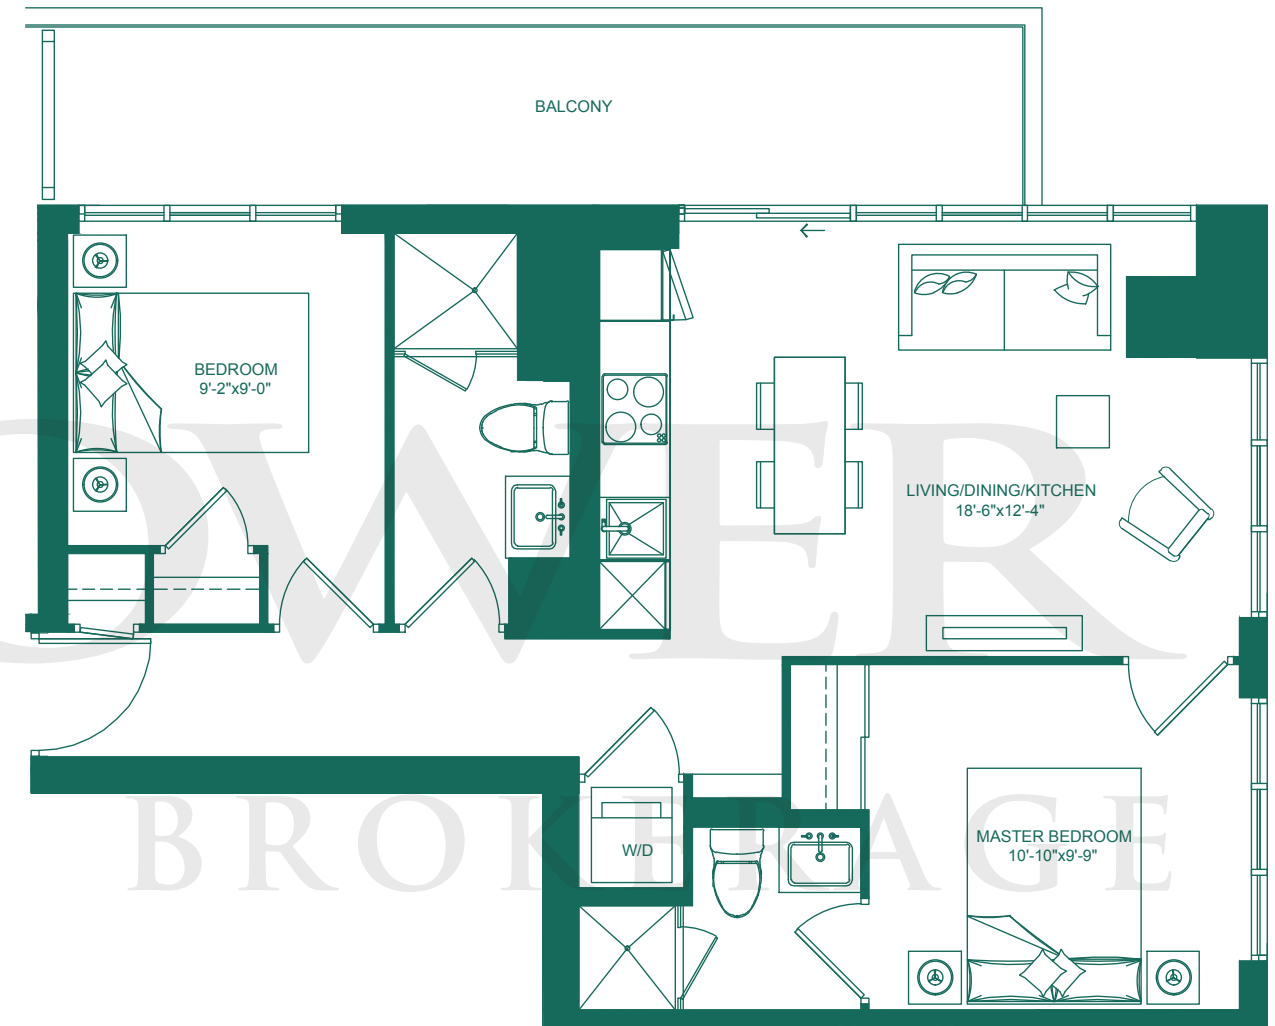 BALCONY
BEDROOM
9'-2"x9'-0"
LIVING/DINING/KITCHEN
18'-6"x12'-4"
OWER
W/D
MASTER BEDROOM
10'-10"x9'-9"
BROKERAGE